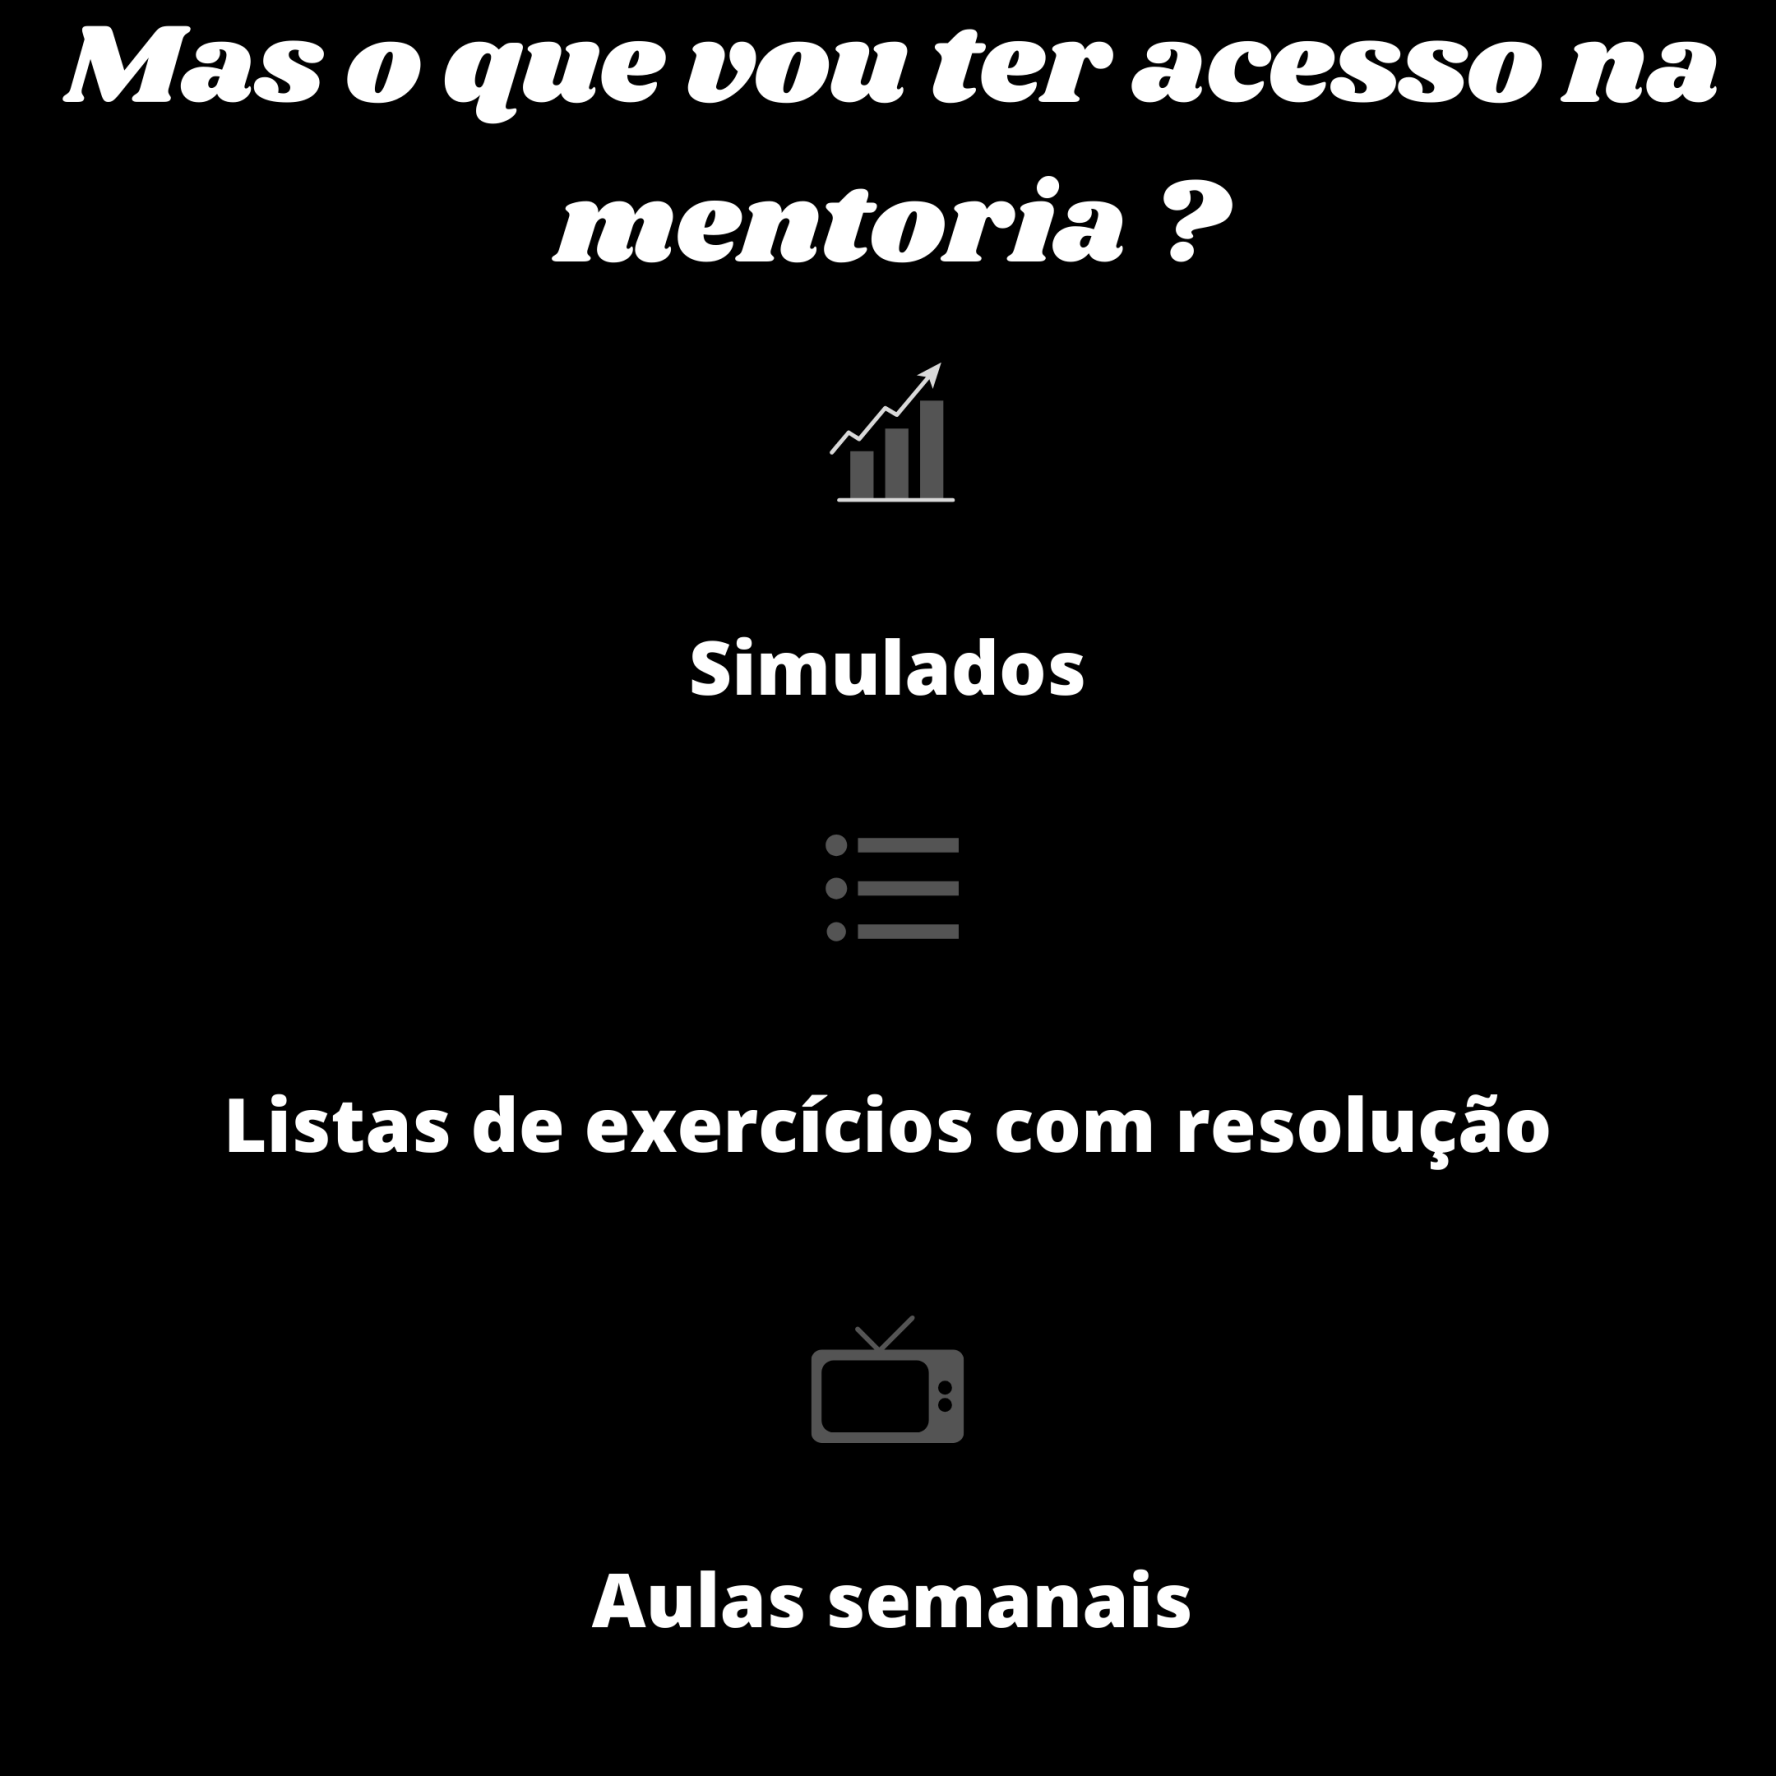 Mas o que vou ter acesso na
mentoria ?
Simulados
Listas de exercícios com resolução
Aulas semanais